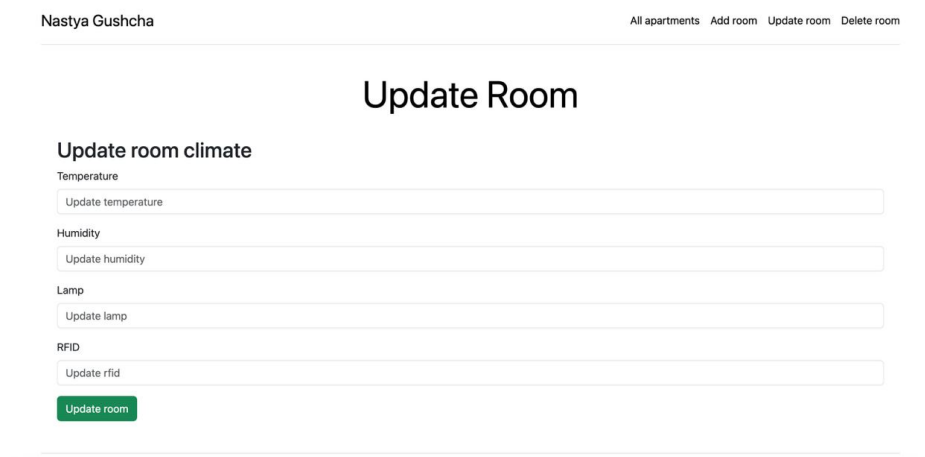 Nastya Gushcha
All apartments Add room Update room Delete room
Update Room
Update room climate
Temperature
Update temperature
Humidity
Update humidity
Lamp
Update lamp
RFID
Update rfid
Update room